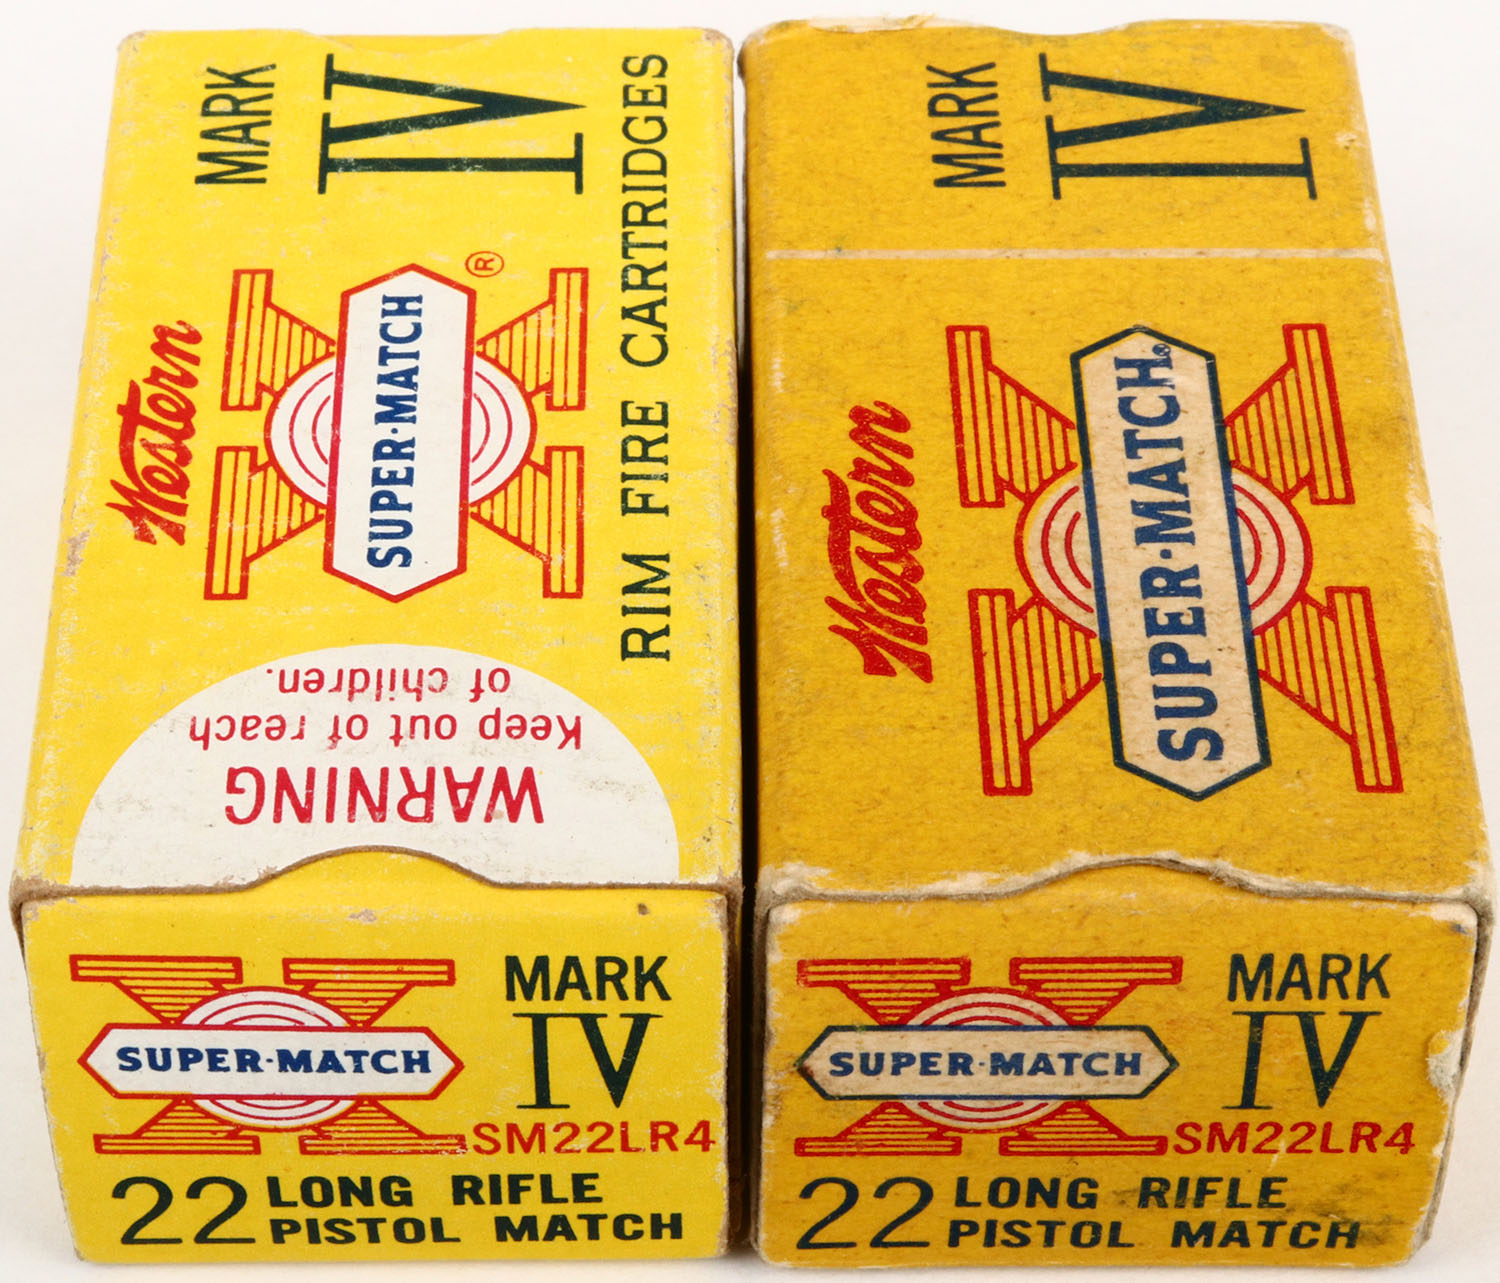 MARK
IV
Western
SUPER·MATCH
®
RIM FIRE CARTRIDGES
WARNING
Keep out of reach
of children.
SUPER·MATCH
MARK
IV
SM22LR4
22 LONG RIFLE
PISTOL MATCH
MARK
IV
Western
SUPER·MATCH®
SUPER·MATCH
MARK
IV
SM22LR4
22 LONG RIFLE
PISTOL MATCH